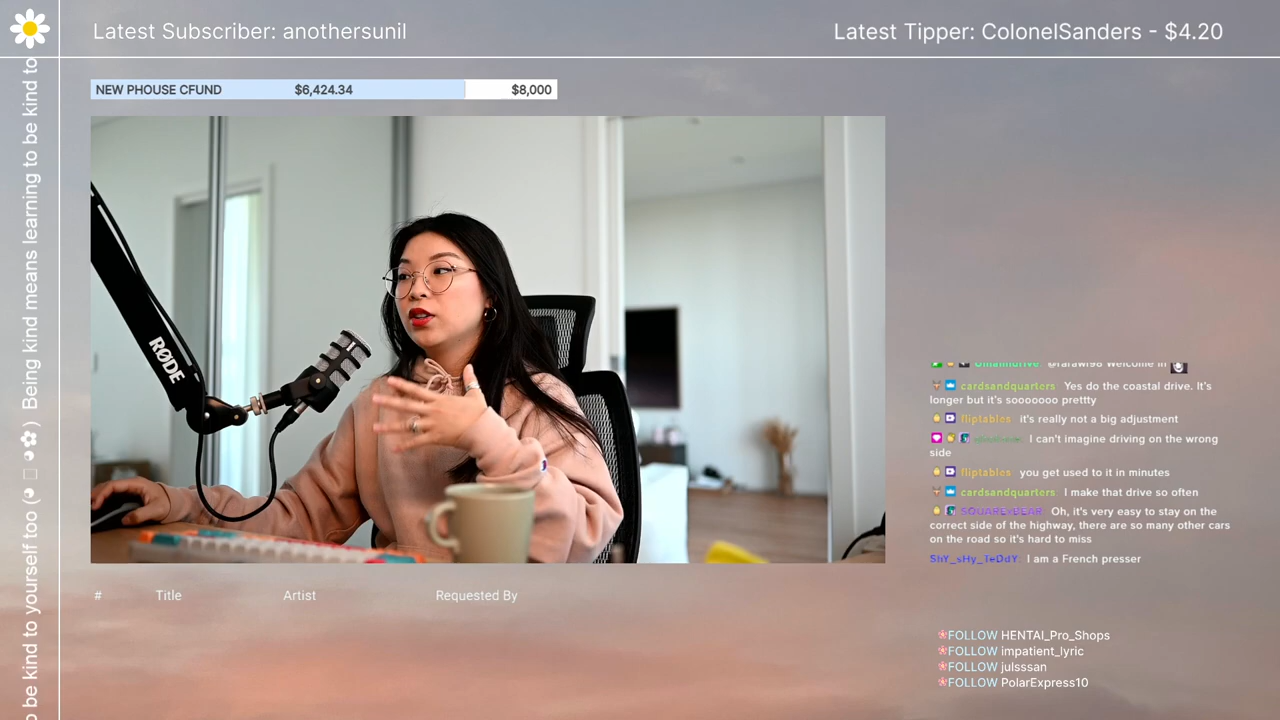 Latest Subscriber: anothersunil
Latest Tipper: ColonelSanders - $4.20
NEW PHOUSE CFUND $6,424.34 $8,000
to be kind to yourself too ( ) Being kind means learning to be kind to
RØDE
Welcome in
cardsandquarters: Yes do the coastal drive. It's
longer but it's sooooooo prettty
fliptables: it's really not a big adjustment
I can't imagine driving on the wrong
side
fliptables: you get used to it in minutes
cardsandquarters: I make that drive so often
SQUAREvBEAR: Oh, it's very easy to stay on the
correct side of the highway, there are so many other cars
on the road so it's hard to miss
ShY_sHy_TeDdY: I am a French presser
# Title Artist Requested By
FOLLOW HENTAI_Pro_Shops
FOLLOW impatient_lyric
FOLLOW julsssan
FOLLOW PolarExpress10